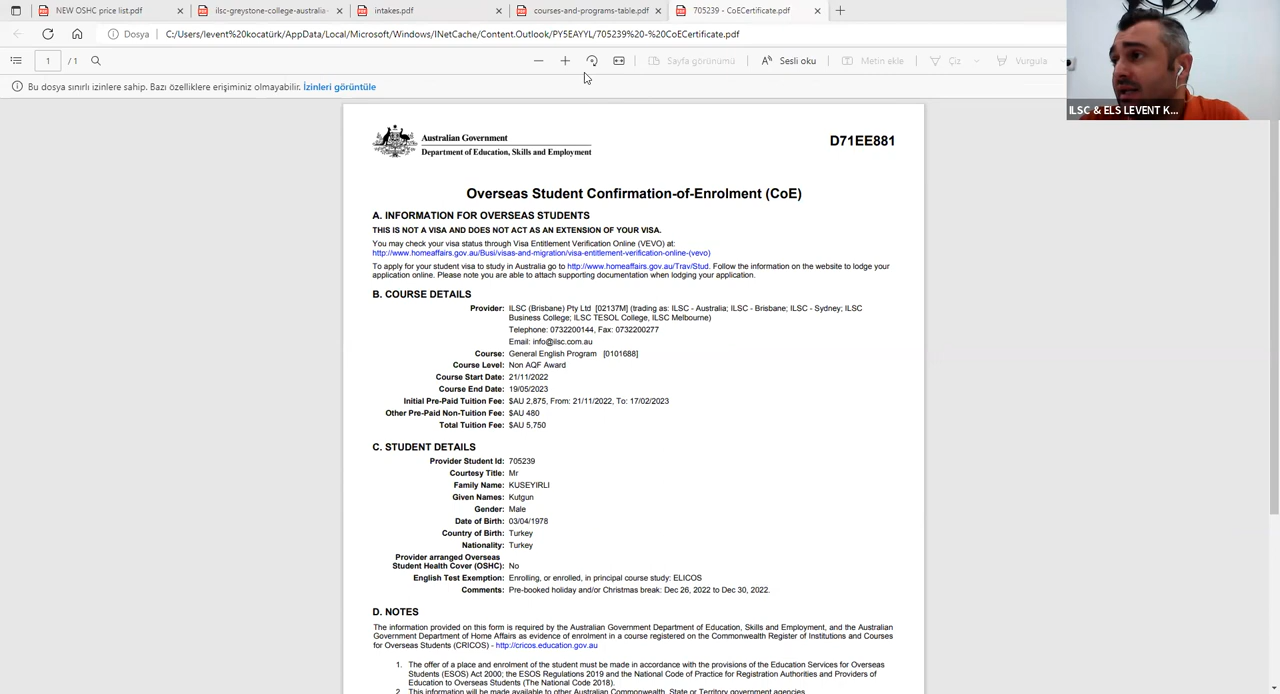 NEW OSHC price list.pdf
ilsc-greystone-college-australia
intakes.pdf
courses-and-programs-table.pdf
705239 - CoECertificate.pdf
Dosya
C:/Users/levent%20kocatürk/AppData/Local/Microsoft/Windows/INetCache/Content.Outlook/PY5EAYYL/705239%20-%20CoECertificate.pdf
1 / 1
Sayfa görünümü
Sesli oku
Metin ekle
Çiz
Vurgula
Bu dosya sınırlı izinlere sahip. Bazı özelliklere erişiminiz olmayabilir. İzinleri görüntüle
ILSC & ELS LEVENT K...
Australian Government
Department of Education, Skills and Employment
D71EE881
Overseas Student Confirmation-of-Enrolment (CoE)
A. INFORMATION FOR OVERSEAS STUDENTS
THIS IS NOT A VISA AND DOES NOT ACT AS AN EXTENSION OF YOUR VISA.
You may check your visa status through Visa Entitlement Verification Online (VEVO) at:
http://www.homeaffairs.gov.au/Busi/visas-and-migration/visa-entitlement-verification-online-(vevo)
To apply for your student visa to study in Australia go to http://www.homeaffairs.gov.au/Trav/Stud. Follow the information on the website to lodge your
application online. Please note you are able to attach supporting documentation when lodging your application.
B. COURSE DETAILS
Provider: ILSC (Brisbane) Pty Ltd [02137M] (trading as: ILSC - Australia; ILSC - Brisbane; ILSC - Sydney; ILSC
Business College; ILSC TESOL College, ILSC Melbourne)
Telephone: 0732200144, Fax: 0732200277
Email: info@ilsc.com.au
Course: General English Program [0101688]
Course Level: Non AQF Award
Course Start Date: 21/11/2022
Course End Date: 19/05/2023
Initial Pre-Paid Tuition Fee: $AU 2,875, From: 21/11/2022, To: 17/02/2023
Other Pre-Paid Non-Tuition Fee: $AU 480
Total Tuition Fee: $AU 5,750
C. STUDENT DETAILS
Provider Student Id: 705239
Courtesy Title: Mr
Family Name: KUSEYIRLI
Given Names: Kutgun
Gender: Male
Date of Birth: 03/04/1978
Country of Birth: Turkey
Nationality: Turkey
Provider arranged Overseas
Student Health Cover (OSHC): No
English Test Exemption: Enrolling, or enrolled, in principal course study: ELICOS
Comments: Pre-booked holiday and/or Christmas break: Dec 26, 2022 to Dec 30, 2022.
D. NOTES
The information provided on this form is required by the Australian Government Department of Education, Skills and Employment, and the Australian
Government Department of Home Affairs as evidence of enrolment in a course registered on the Commonwealth Register of Institutions and Courses
for Overseas Students (CRICOS) - http://cricos.education.gov.au
1. The offer of a place and enrolment of the student must be made in accordance with the provisions of the Education Services for Overseas
Students (ESOS) Act 2000; the ESOS Regulations 2019 and the National Code of Practice for Registration Authorities and Providers of
Education to Overseas Students (The National Code 2018).
2. This information will be made available to other Australian Commonwealth, State or Territory government agencies.